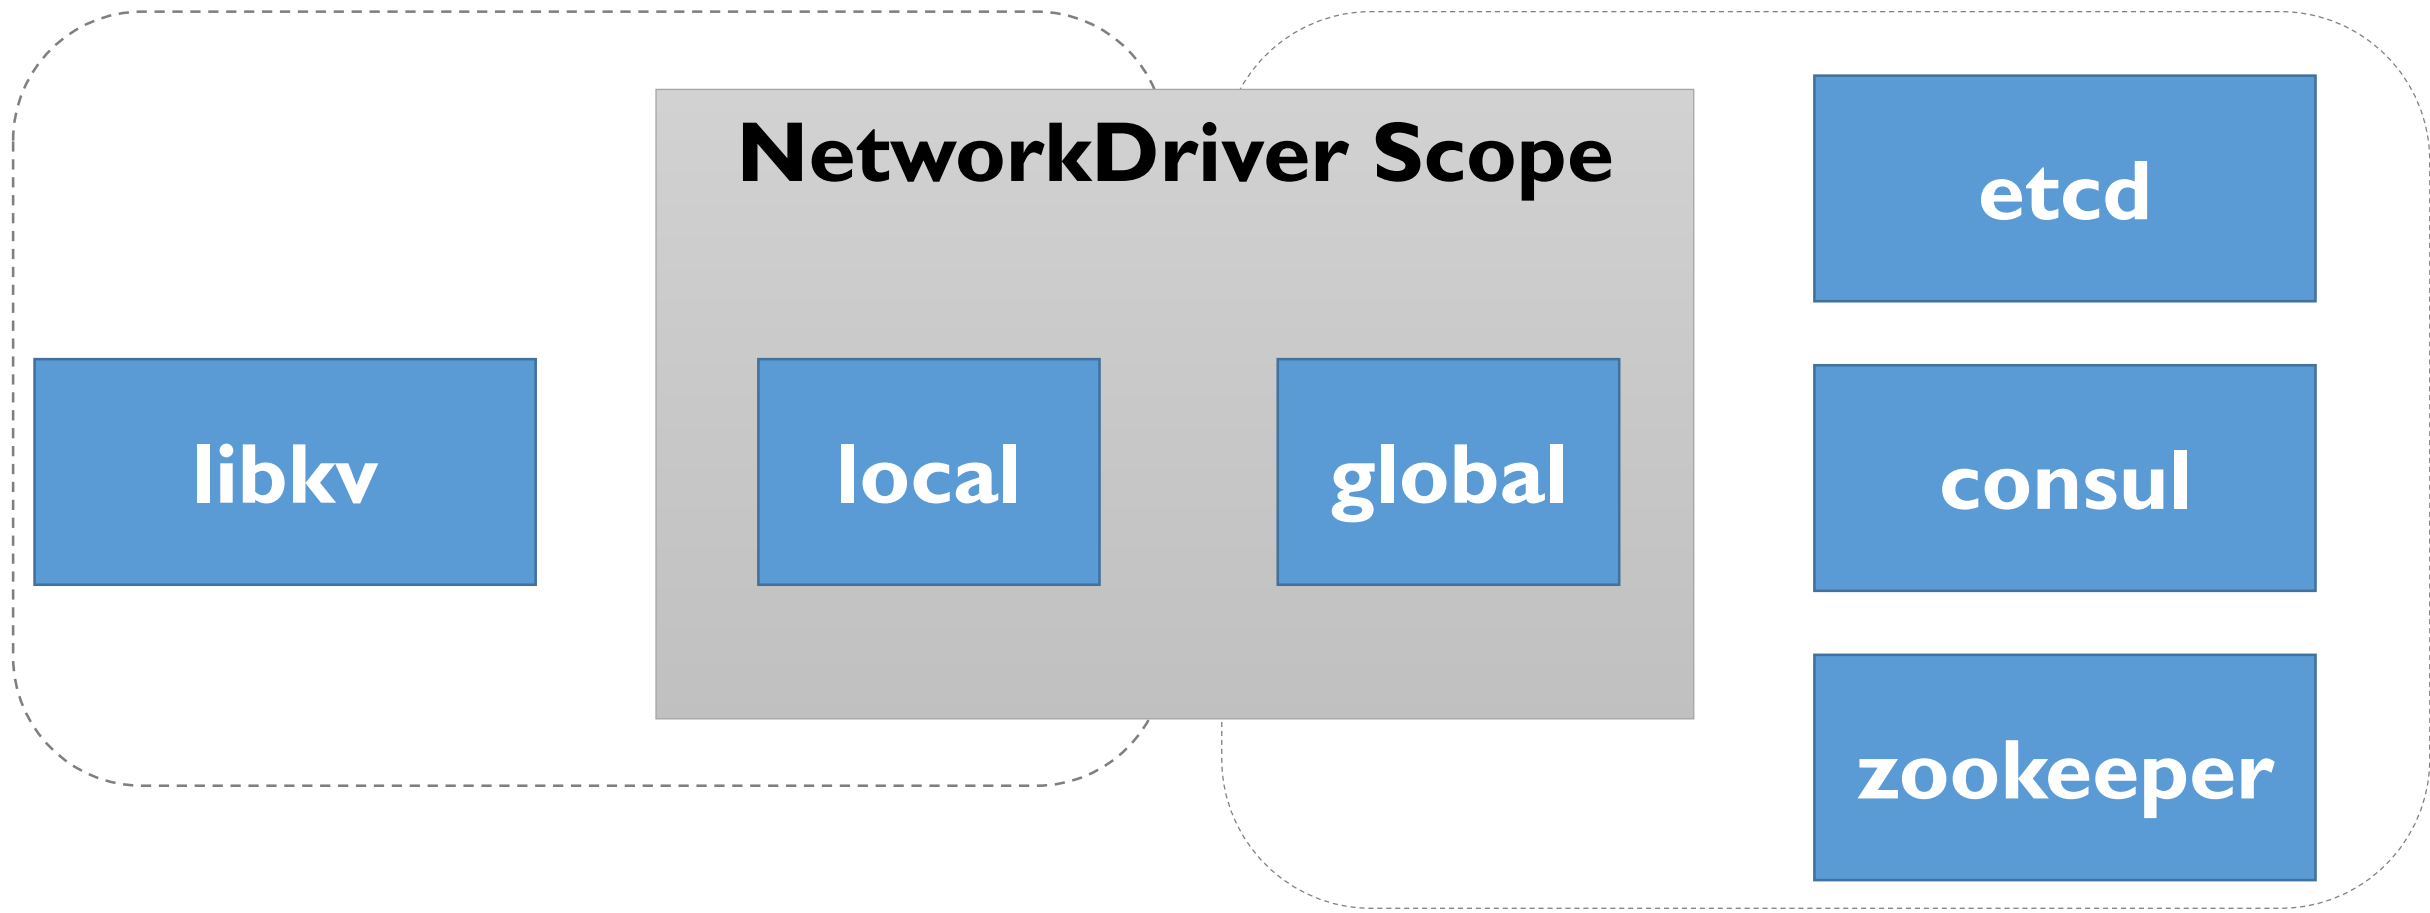 NetworkDriver Scope
libkv
local
global
etcd
consul
zookeeper